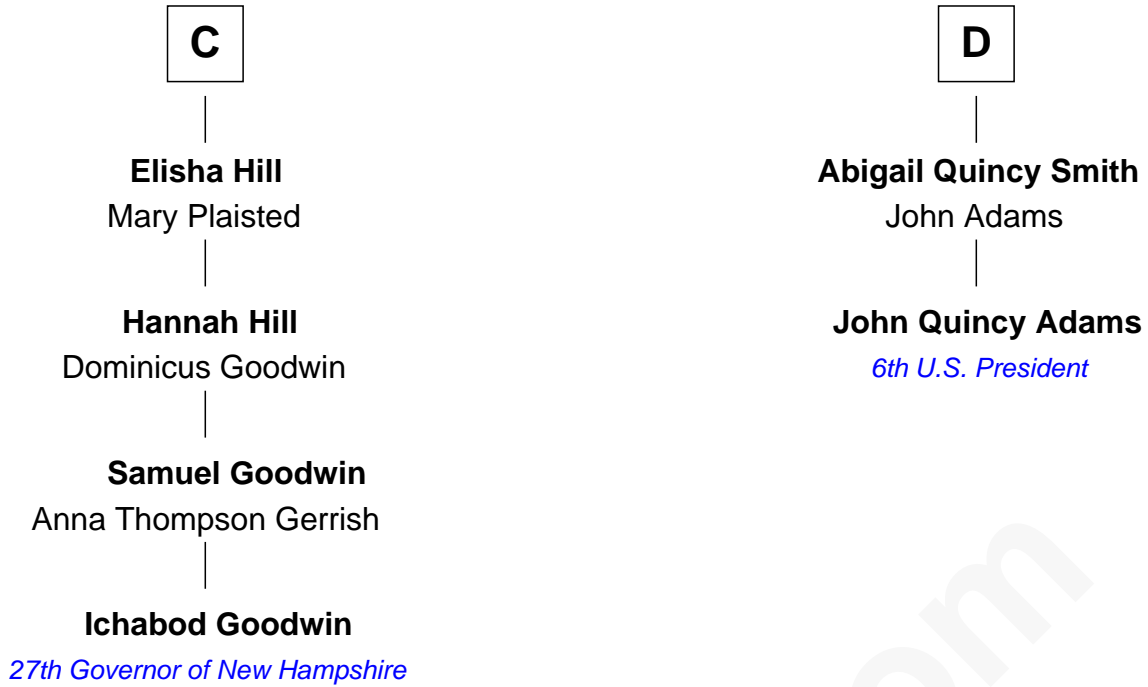 C
Elisha Hill
Mary Plaisted
Hannah Hill
Dominicus Goodwin
Samuel Goodwin
Anna Thompson Gerrish
Ichabod Goodwin
27th Governor of New Hampshire
D
Abigail Quincy Smith
John Adams
John Quincy Adams
6th U.S. President
om